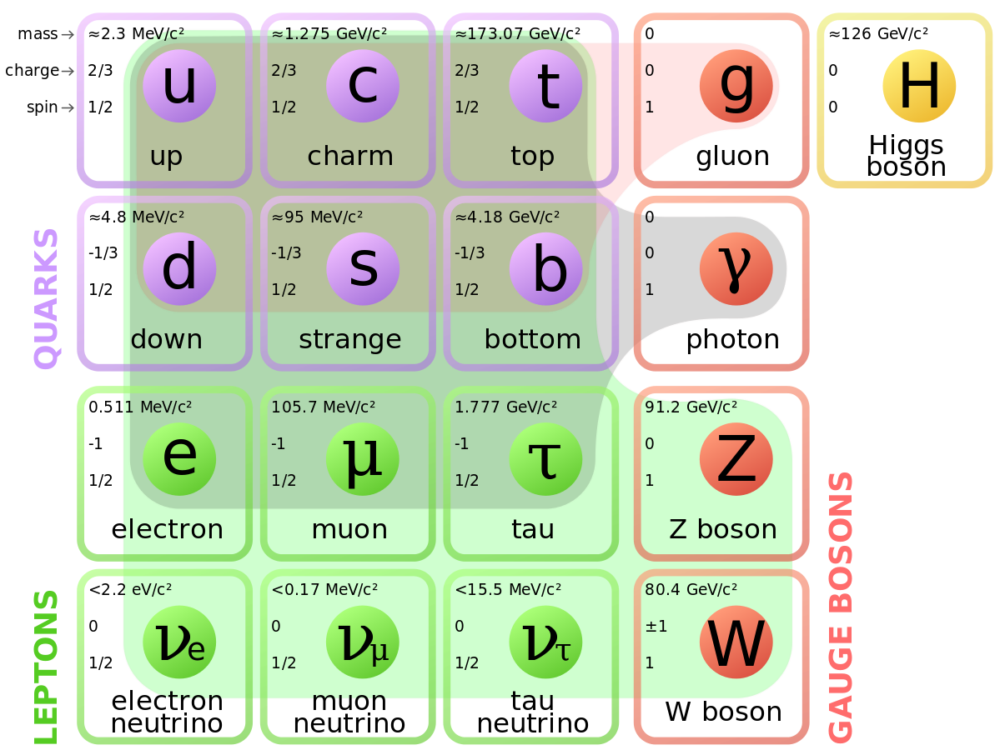 mass→
charge→
spin→
≈2.3 MeV/c²
2/3
1/2
u
up
≈1.275 GeV/c²
2/3
1/2
c
charm
≈173.07 GeV/c²
2/3
1/2
t
top
0
0
1
g
gluon
≈126 GeV/c²
0
0
H
Higgs
boson
QUARKS
≈4.8 MeV/c²
-1/3
1/2
d
down
≈95 MeV/c²
-1/3
1/2
s
strange
≈4.18 GeV/c²
-1/3
1/2
b
bottom
0
0
1
γ
photon
LEPTONS
0.511 MeV/c²
-1
1/2
e
electron
105.7 MeV/c²
-1
1/2
μ
muon
1.777 GeV/c²
-1
1/2
τ
tau
91.2 GeV/c²
0
1
Z
Z boson
<2.2 eV/c²
0
1/2
νe
electron
neutrino
<0.17 MeV/c²
0
1/2
νμ
muon
neutrino
<15.5 MeV/c²
0
1/2
ντ
tau
neutrino
80.4 GeV/c²
±1
1
W
W boson
GAUGE BOSONS